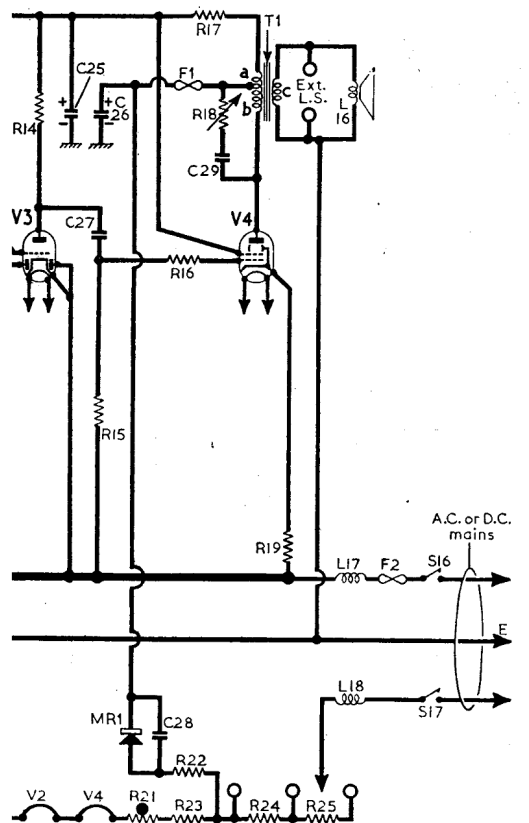 R17
T1
C25
F1
a
R14
C
26
R18
b
c
Ext.
L.S.
L
16
C29
V3
C27
V4
R16
R15
A.C. or D.C.
mains
R19
L17
F2
S16
E
L18
S17
MR1
C28
R22
V2
V4
R21
R23
R24
R25